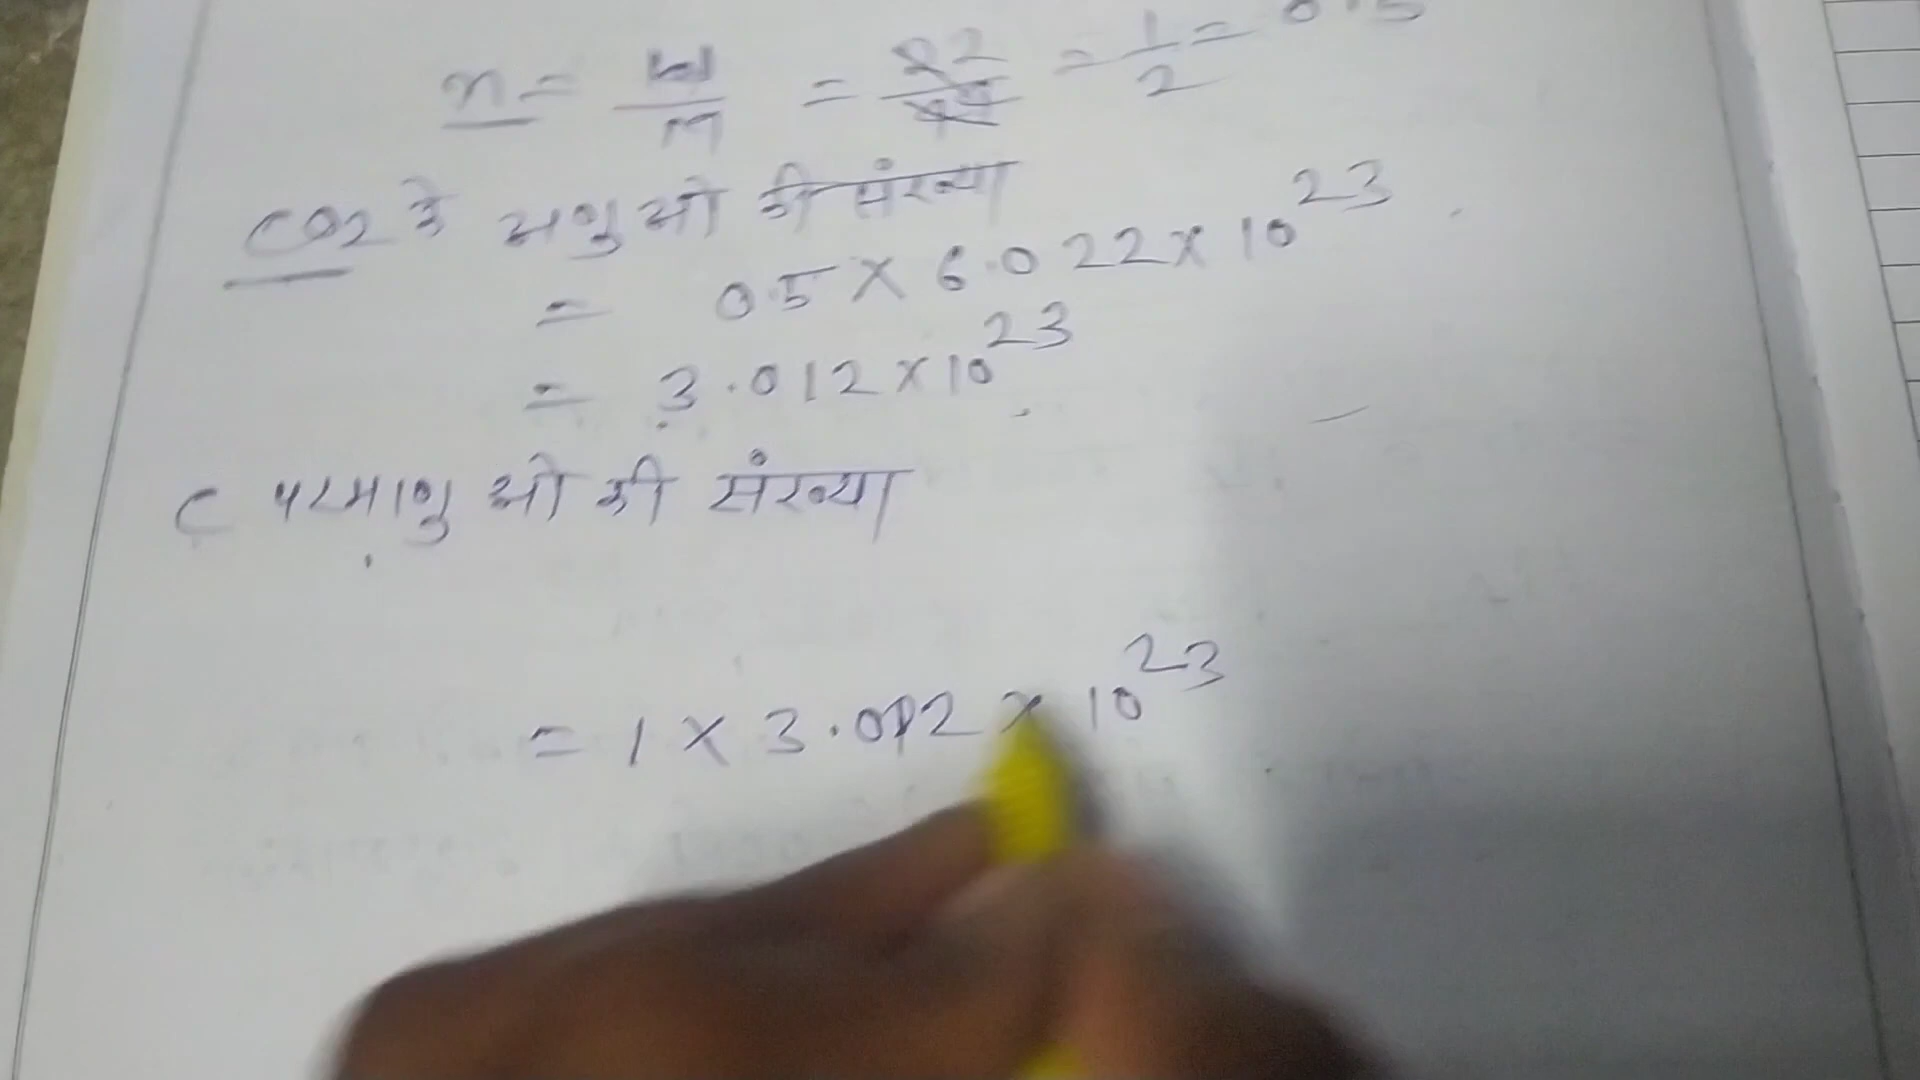 n = W/M = 22/44 = 1/2 = 0.5
CO2 के अणुओ की संख्या
= 0.5 × 6.022 × 10^23
= 3.012 × 10^23
C परमाणुओ की संख्या
= 1 × 3.012 × 10^23